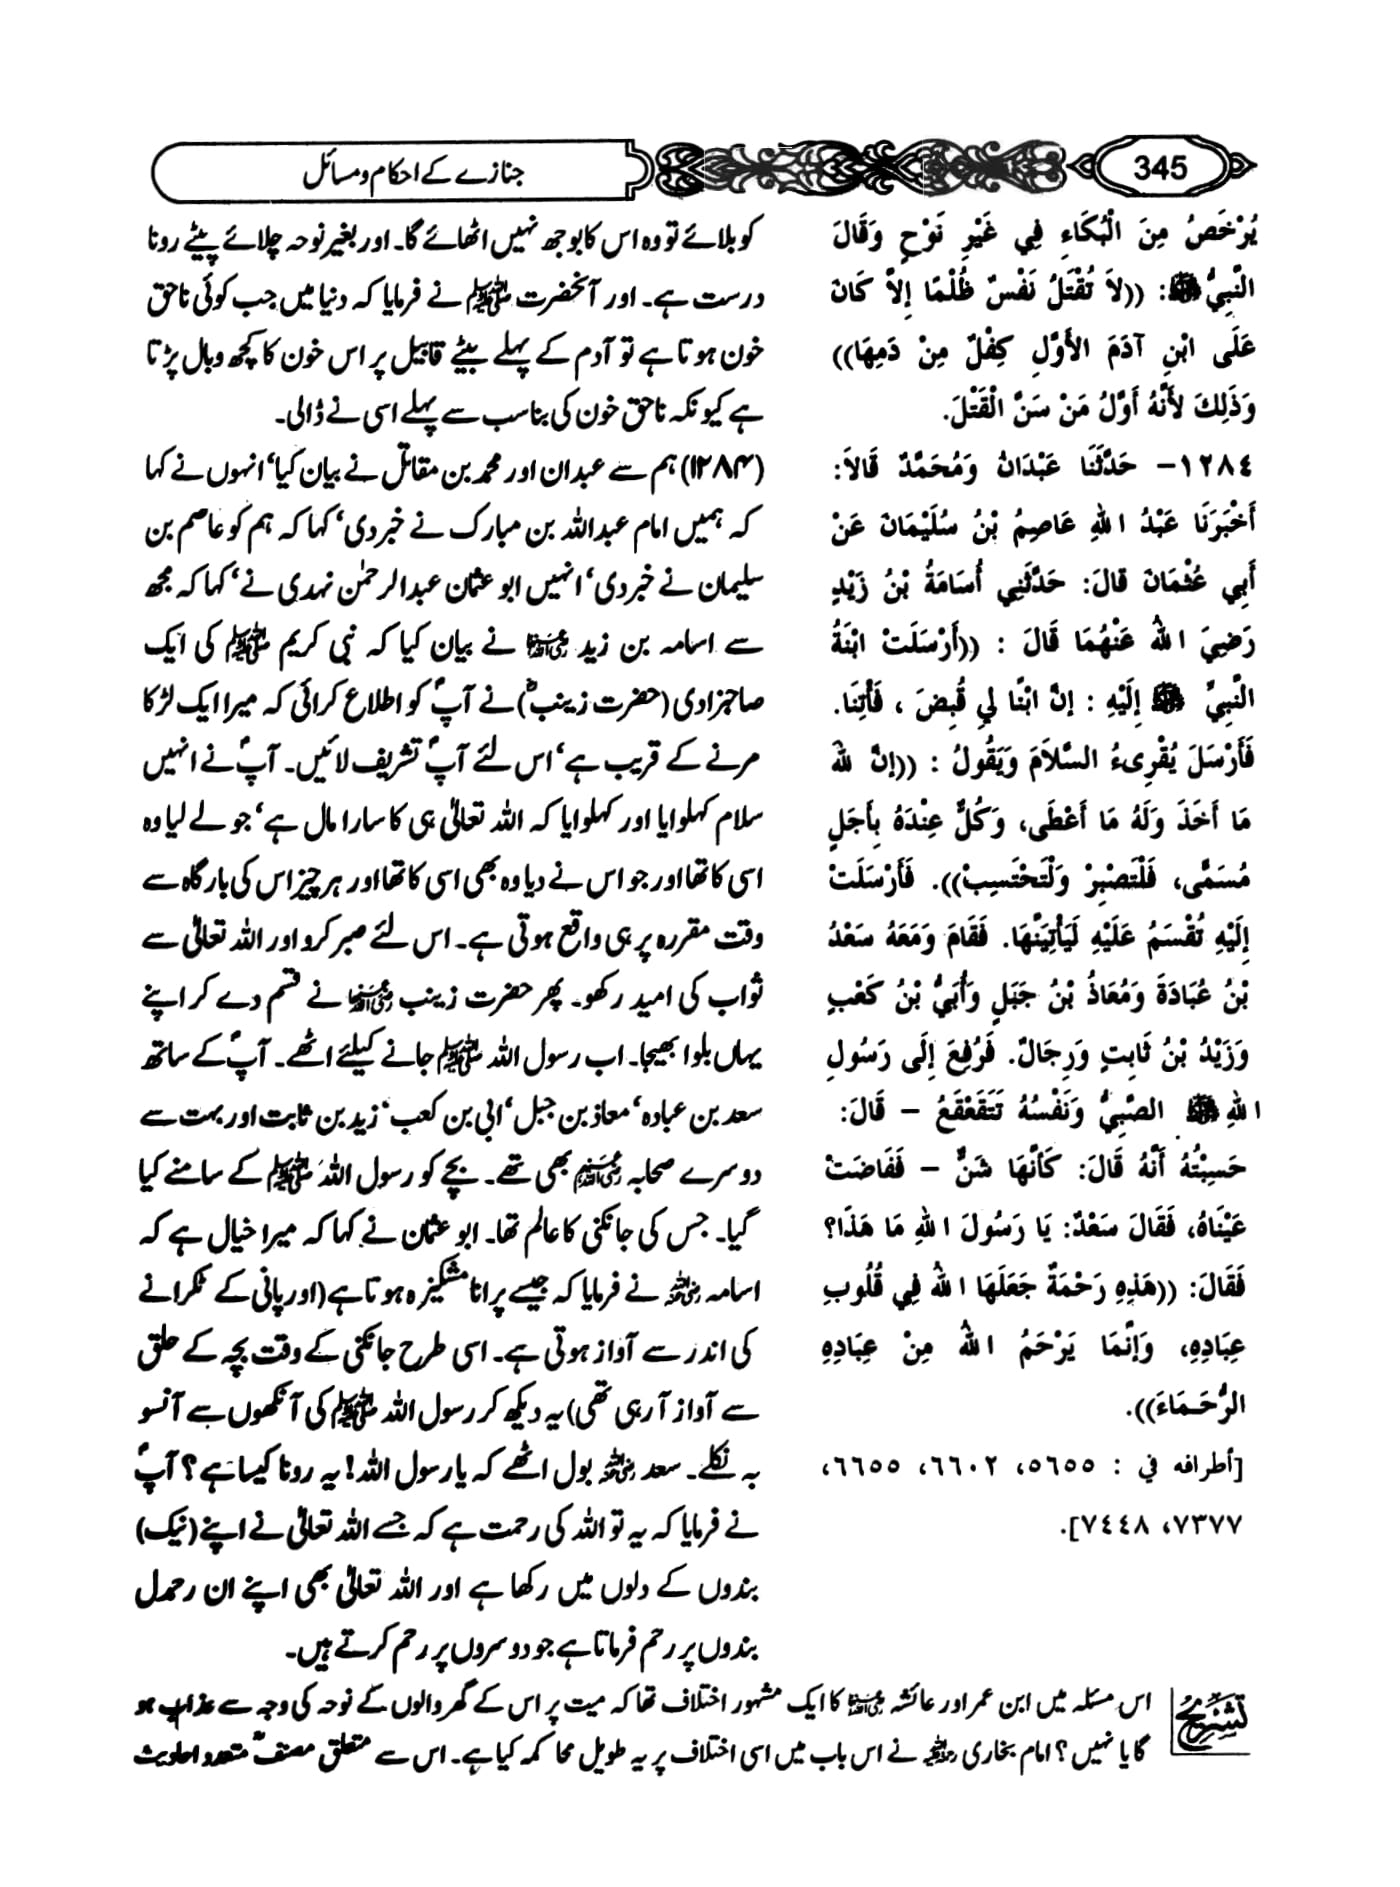 345
جنازے کے احکام و مسائل
يُرْخَصُ مِنَ الْبُكَاءِ فِي غَيْرِ نَوْحٍ وَقَالَ
النَّبِيُّ ﷺ: ((لاَ تُقْتَلُ نَفْسٌ ظُلْمًا إِلاَّ كَانَ
عَلَى ابْنِ آدَمَ الأَوَّلِ كِفْلٌ مِنْ دَمِهَا))
وَذَلِكَ لأَنَّهُ أَوَّلُ مَنْ سَنَّ الْقَتْلَ.
١٢٨٤- حَدَّثَنَا عَبْدَانُ وَمُحَمَّدٌ قَالاَ:
أَخْبَرَنَا عَبْدُ اللهِ عَاصِمُ بْنُ سُلَيْمَانَ عَنْ
أَبِي عُثْمَانَ قَالَ: حَدَّثَنِي أُسَامَةُ بْنُ زَيْدٍ
رَضِيَ اللهُ عَنْهُمَا قَالَ : ((أَرْسَلَتْ ابْنَةُ
النَّبِيِّ ﷺ إِلَيْهِ : إِنَّ ابْنًا لِي قُبِضَ ، فَأْتِنَا.
فَأَرْسَلَ يُقْرِىءُ السَّلاَمَ وَيَقُولُ : ((إِنَّ للهِ
مَا أَخَذَ وَلَهُ مَا أَعْطَى، وَكُلٌّ عِنْدَهُ بِأَجَلٍ
مُسَمًّى، فَلْتَصْبِرْ وَلْتَحْتَسِبْ)). فَأَرْسَلَتْ
إِلَيْهِ تُقْسَمُ عَلَيْهِ لَيَأْتِيَنَّهَا. فَقَامَ وَمَعَهُ سَعْدُ
بْنُ عُبَادَةَ وَمُعَاذُ بْنُ جَبَلٍ وَأُبَيُّ بْنُ كَعْبٍ
وَزَيْدُ بْنُ ثَابِتٍ وَرِجَالٌ. فَرُفِعَ إِلَى رَسُولِ
اللهِ ﷺ الصَّبِيُّ وَنَفْسُهُ تَتَقَعْقَعُ – قَالَ:
حَسِبْتُهُ أَنَّهُ قَالَ: كَأَنَّهَا شَنٌّ – فَفَاضَتْ
عَيْنَاهُ، فَقَالَ سَعْدٌ: يَا رَسُولَ اللهِ مَا هَذَا؟
فَقَالَ: ((هَذِهِ رَحْمَةٌ جَعَلَهَا اللهُ فِي قُلُوبِ
عِبَادِهِ، وَإِنَّمَا يَرْحَمُ اللهُ مِنْ عِبَادِهِ
الرُّحَمَاءَ)).
[أطرافه في : ٥٦٥٥، ٦٦٠٢، ٦٦٥٥،
٧٣٧٧، ٧٤٤٨].
کو بلائے تو وہ اس کا بوجھ نہیں اٹھائے گا۔ اور بغیر نوحہ چلائے پیٹے رونا
درست ہے۔ اور آنحضرت ﷺ نے فرمایا کہ دنیا میں جب کوئی ناحق
خون ہوتا ہے تو آدم کے پہلے بیٹے قابیل پر اس خون کا کچھ وبال پڑتا
ہے کیونکہ ناحق خون کی بنا سب سے پہلے اسی نے ڈالی۔
(۱۲۸۴) ہم سے عبدان اور محمد بن مقاتل نے بیان کیا‘ انہوں نے کہا
کہ ہمیں امام عبداللہ بن مبارک نے خبر دی‘ کہا کہ ہم کو عاصم بن
سلیمان نے خبر دی‘ انہیں ابو عثمان عبدالرحمٰن نہدی نے‘ کہا کہ مجھ
سے اسامہ بن زید رضی اللہ عنہما نے بیان کیا کہ نبی کریم ﷺ کی ایک
صاحبزادی (حضرت زینبؓ) نے آپؐ کو اطلاع کرائی کہ میرا ایک لڑکا
مرنے کے قریب ہے‘ اس لئے آپؐ تشریف لائیں۔ آپؐ نے انہیں
سلام کہلوایا اور کہلوایا کہ اللہ تعالیٰ ہی کا سارا مال ہے‘ جو لے لیا وہ
اسی کا تھا اور جو اس نے دیا وہ بھی اسی کا تھا اور ہر چیز اس کی بارگاہ سے
وقت مقررہ پر ہی واقع ہوتی ہے۔ اس لئے صبر کرو اور اللہ تعالیٰ سے
ثواب کی امید رکھو۔ پھر حضرت زینب رضی اللہ عنہا نے قسم دے کر اپنے
یہاں بلوا بھیجا۔ اب رسول اللہ ﷺ جانے کیلئے اٹھے۔ آپؐ کے ساتھ
سعد بن عبادہ‘ معاذ بن جبل‘ ابی بن کعب‘ زید بن ثابت اور بہت سے
دوسرے صحابہ رضی اللہ عنہم بھی تھے۔ بچے کو رسول اللہ ﷺ کے سامنے کیا
گیا۔ جس کی جانکنی کا عالم تھا۔ ابو عثمان نے کہا کہ میرا خیال ہے کہ
اسامہ رضی اللہ عنہ نے فرمایا کہ جیسے پرانا مشکیزہ ہوتا ہے (اور پانی کے ٹکرانے
کی اندر سے آواز ہوتی ہے۔ اسی طرح جانکنی کے وقت بچہ کے حلق
سے آواز آرہی تھی) یہ دیکھ کر رسول اللہ ﷺ کی آنکھوں سے آنسو
بہ نکلے۔ سعد رضی اللہ عنہ بول اٹھے کہ یارسول اللہ! یہ رونا کیسا ہے؟ آپؐ
نے فرمایا کہ یہ تو اللہ کی رحمت ہے کہ جسے اللہ تعالیٰ نے اپنے (نیک)
بندوں کے دلوں میں رکھا ہے اور اللہ تعالیٰ بھی اپنے ان رحمدل
بندوں پر رحم فرماتا ہے جو دوسروں پر رحم کرتے ہیں۔
تشریح
اس مسئلہ میں ابن عمر اور عائشہ رضی اللہ عنہم کا ایک مشہور اختلاف تھا کہ میت پر اس کے گھر والوں کے نوحہ کی وجہ سے عذاب ہو
گا یا نہیں؟ امام بخاری رحمہ اللہ نے اس باب میں اسی اختلاف پر یہ طویل محاکمہ کیا ہے۔ اس سے متعلق مصنفؒ متعدد احادیث